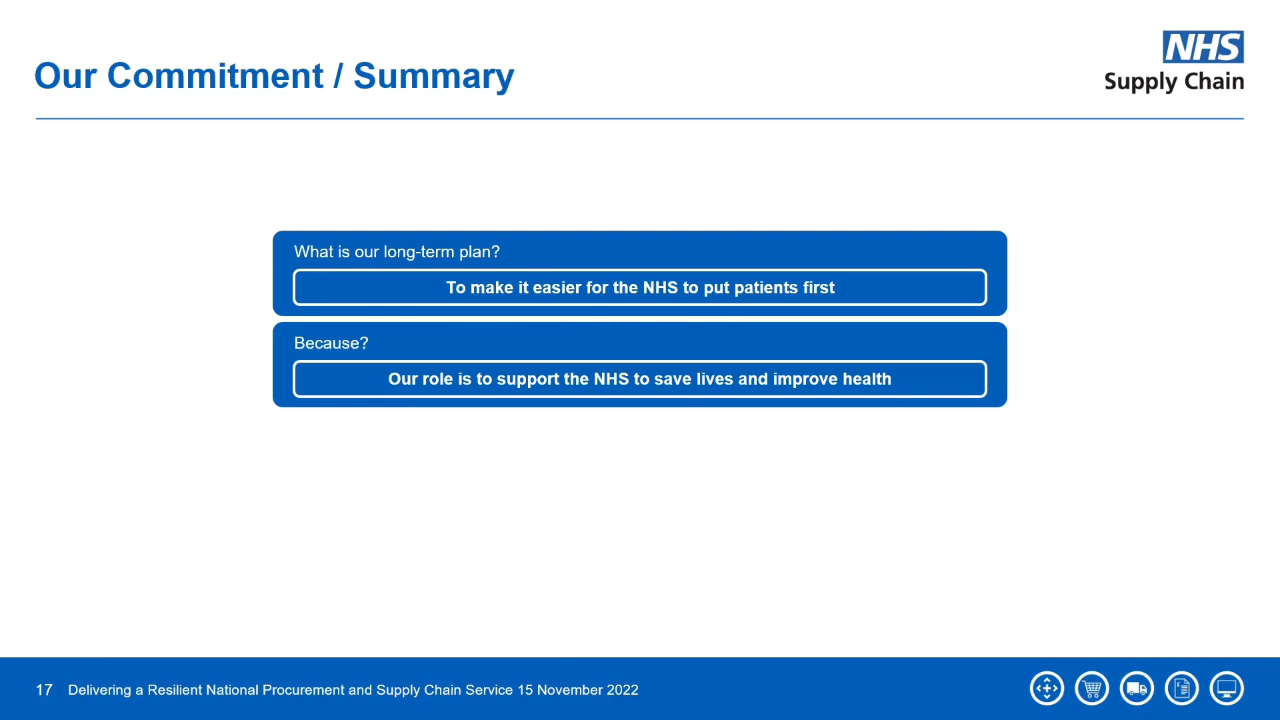 Our Commitment / Summary
NHS
Supply Chain
What is our long-term plan?
To make it easier for the NHS to put patients first
Because?
Our role is to support the NHS to save lives and improve health
17 Delivering a Resilient National Procurement and Supply Chain Service 15 November 2022